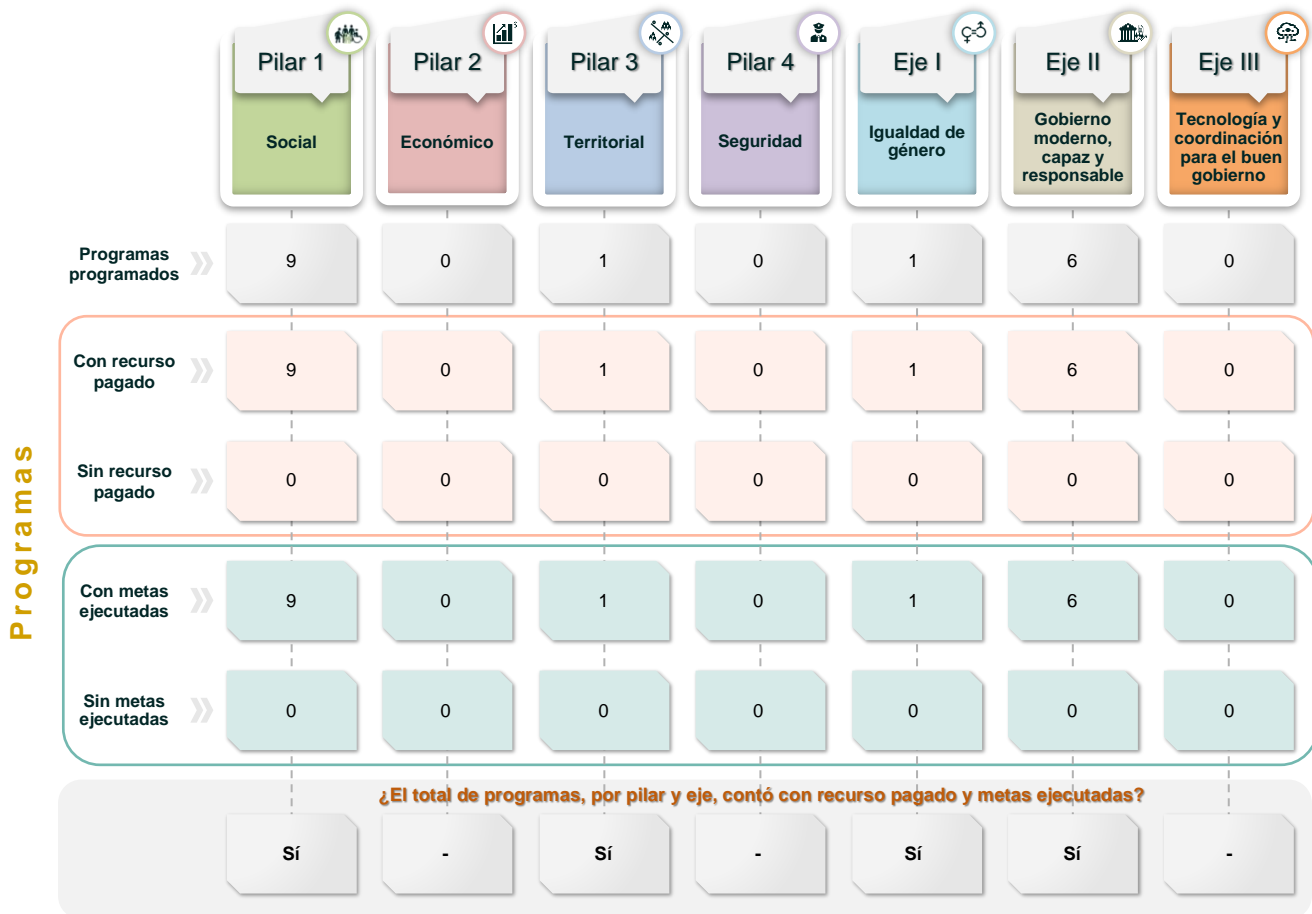 Pilar 1
Pilar 2
Pilar 3
Pilar 4
Eje I
Eje II
Eje III
Social
Económico
Territorial
Seguridad
Igualdad de
género
Gobierno
moderno,
capaz y
responsable
Tecnología y
coordinación
para el buen
gobierno
Programas
Programas
programados
9 0 1 0 1 6 0
Con recurso
pagado
9 0 1 0 1 6 0
Sin recurso
pagado
0 0 0 0 0 0 0
Con metas
ejecutadas
9 0 1 0 1 6 0
Sin metas
ejecutadas
0 0 0 0 0 0 0
¿El total de programas, por pilar y eje, contó con recurso pagado y metas ejecutadas?
Sí - Sí - Sí Sí -